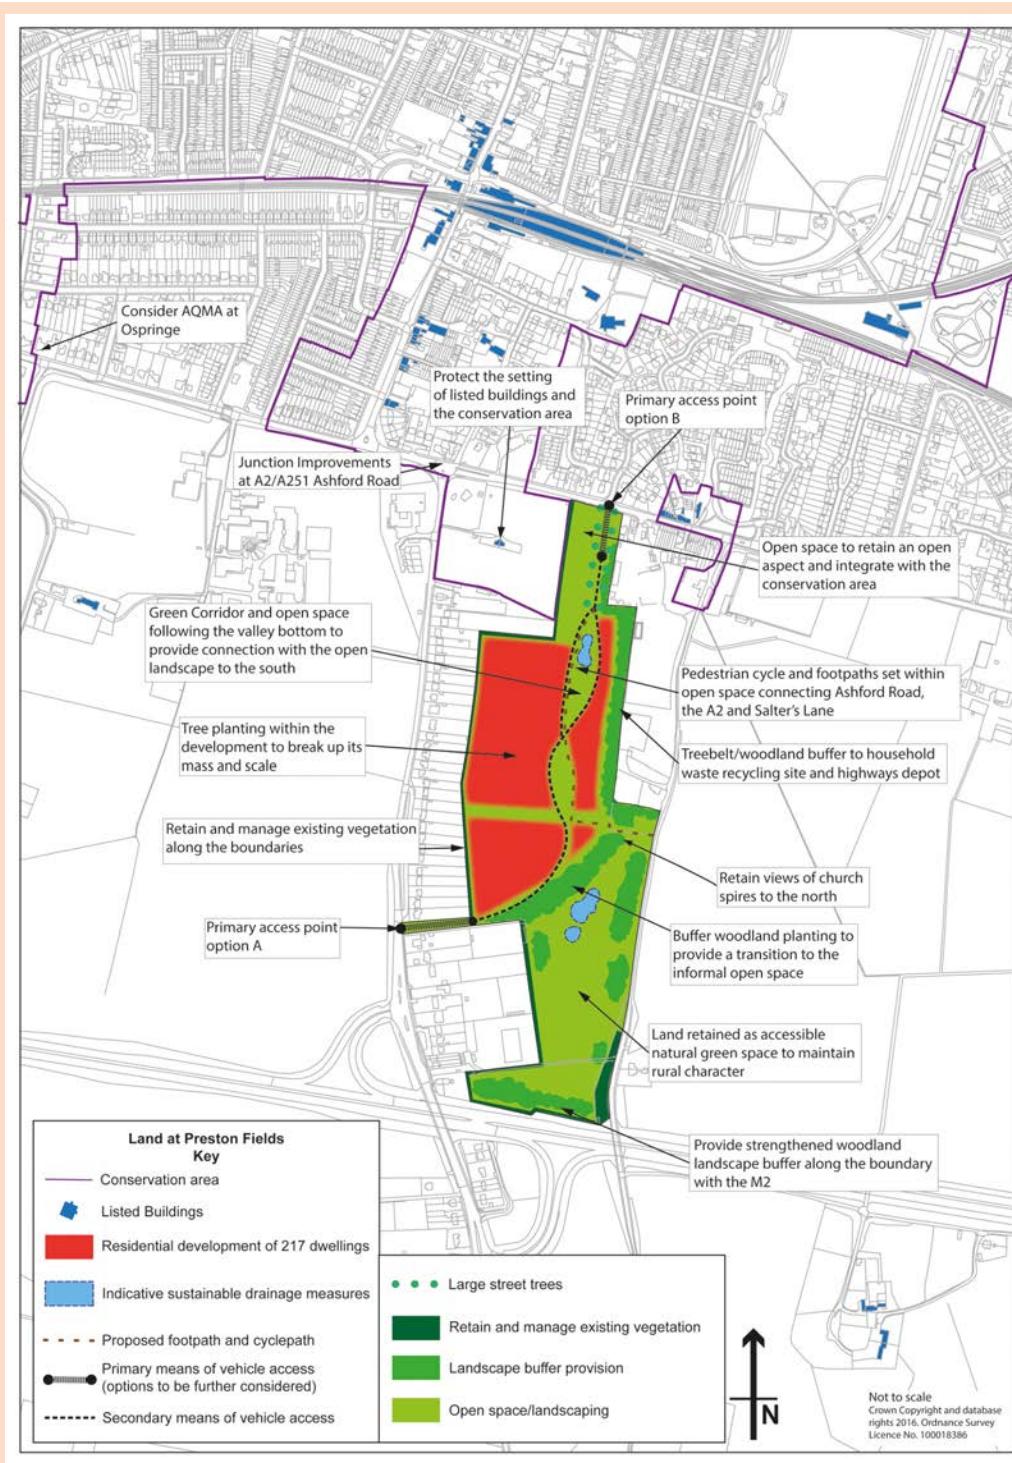 Consider AQMA at
Ospringe
Protect the setting
of listed buildings and
the conservation area
Primary access point
option B
Junction Improvements
at A2/A251 Ashford Road
Open space to retain an open
aspect and integrate with the
conservation area
Green Corridor and open space
following the valley bottom to
provide connection with the open
landscape to the south
Pedestrian cycle and footpaths set within
open space connecting Ashford Road,
the A2 and Salter's Lane
Tree planting within the
development to break up its
mass and scale
Treebelt/woodland buffer to household
waste recycling site and highways depot
Retain and manage existing vegetation
along the boundaries
Retain views of church
spires to the north
Primary access point
option A
Buffer woodland planting to
provide a transition to the
informal open space
Land retained as accessible
natural green space to maintain
rural character
Provide strengthened woodland
landscape buffer along the boundary
with the M2
Land at Preston Fields
Key
Conservation area
Listed Buildings
Residential development of 217 dwellings
Indicative sustainable drainage measures
Proposed footpath and cyclepath
Primary means of vehicle access
(options to be further considered)
Secondary means of vehicle access
Large street trees
Retain and manage existing vegetation
Landscape buffer provision
Open space/landscaping
N
Not to scale
Crown Copyright and database
rights 2016. Ordnance Survey
Licence No. 100018386